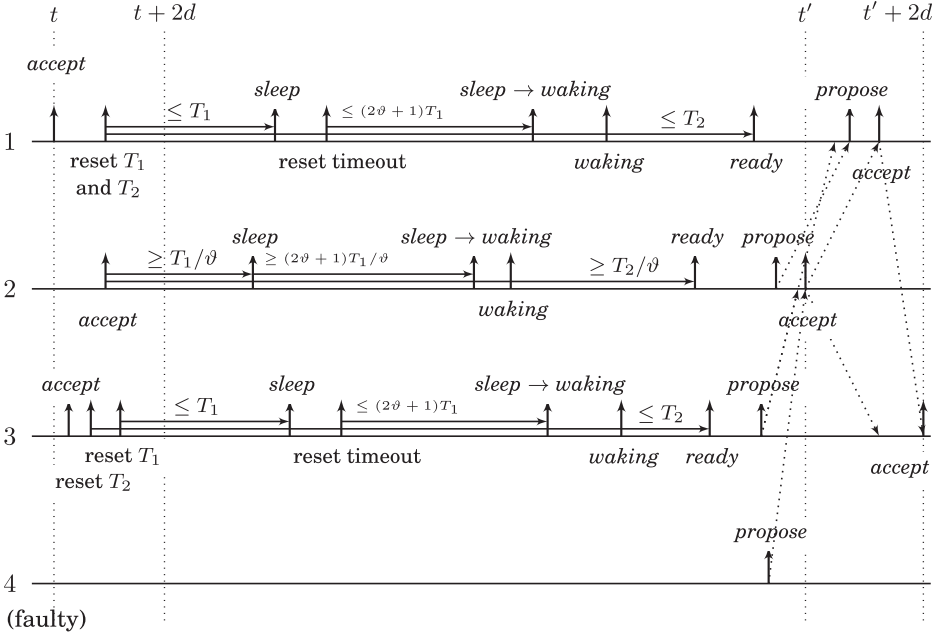 t t + 2d t′ t′ + 2d
accept
sleep sleep → waking propose
≤ T₁ ≤ (2ϑ + 1)T₁ ≤ T₂
1
reset T₁ reset timeout waking ready accept
and T₂
sleep sleep → waking ready propose
≥ T₁/ϑ ≥ (2ϑ + 1)T₁/ϑ ≥ T₂/ϑ
2
waking
accept accept
accept sleep sleep → waking propose
≤ T₁ ≤ (2ϑ + 1)T₁ ≤ T₂
3
reset T₁ reset timeout waking ready accept
reset T₂
propose
4
(faulty)